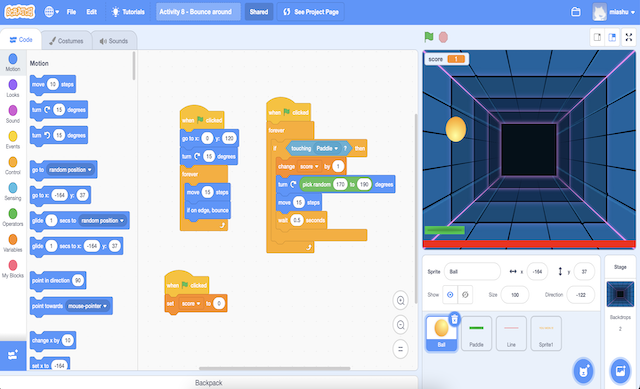 SCRATCH
File
Edit
Tutorials
Activity 8 - Bounce around
Shared
See Project Page
misshu
Code
Costumes
Sounds
Motion
Looks
Sound
Events
Control
Sensing
Operators
Variables
My Blocks
Motion
move 10 steps
turn 15 degrees
turn 15 degrees
go to random position
go to x: -164 y: 37
glide 1 secs to random position
glide 1 secs to x: -164 y: 37
point in direction 90
point towards mouse-pointer
change x by 10
set x to -164
when clicked
go to x: 0 y: 120
turn 15 degrees
forever
move 15 steps
if on edge, bounce
when clicked
forever
if touching Paddle ? then
change score by 1
turn pick random 170 to 190 degrees
move 15 steps
wait 0.5 seconds
when clicked
set score to 0
Backpack
score 1
Sprite Ball x -164 y 37
Show Size 100 Direction -122
Ball
Paddle
Line
Sprite1
Stage
Backdrops
2